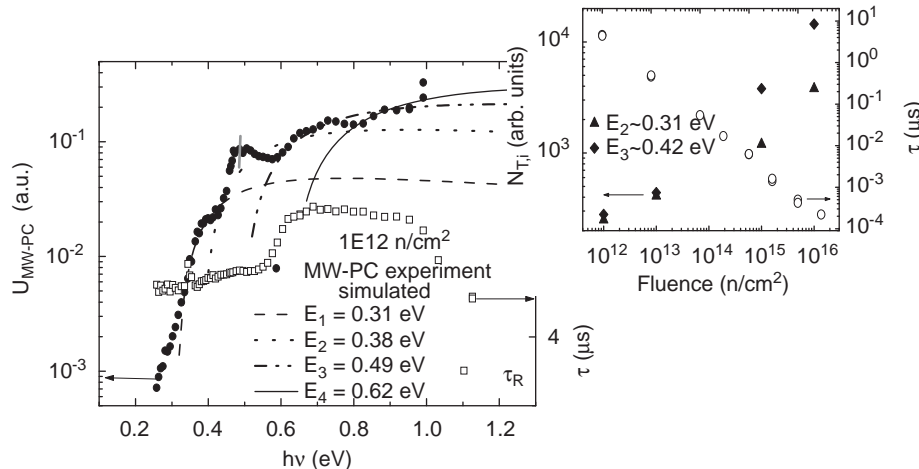 U_MW-PC (a.u.)
10⁻¹
10⁻²
10⁻³
0.2 0.4 0.6 0.8 1.0 1.2
hν (eV)
1E12 n/cm²
MW-PC experiment
simulated
E₁ = 0.31 eV
E₂ = 0.38 eV
E₃ = 0.49 eV
E₄ = 0.62 eV
τ_R
4
τ (μs)
N_T,i (arb. units)
10⁴
10³
E₂~0.31 eV
E₃~0.42 eV
10¹² 10¹³ 10¹⁴ 10¹⁵ 10¹⁶
Fluence (n/cm²)
10¹
10⁰
10⁻¹
10⁻²
10⁻³
10⁻⁴
τ (μs)